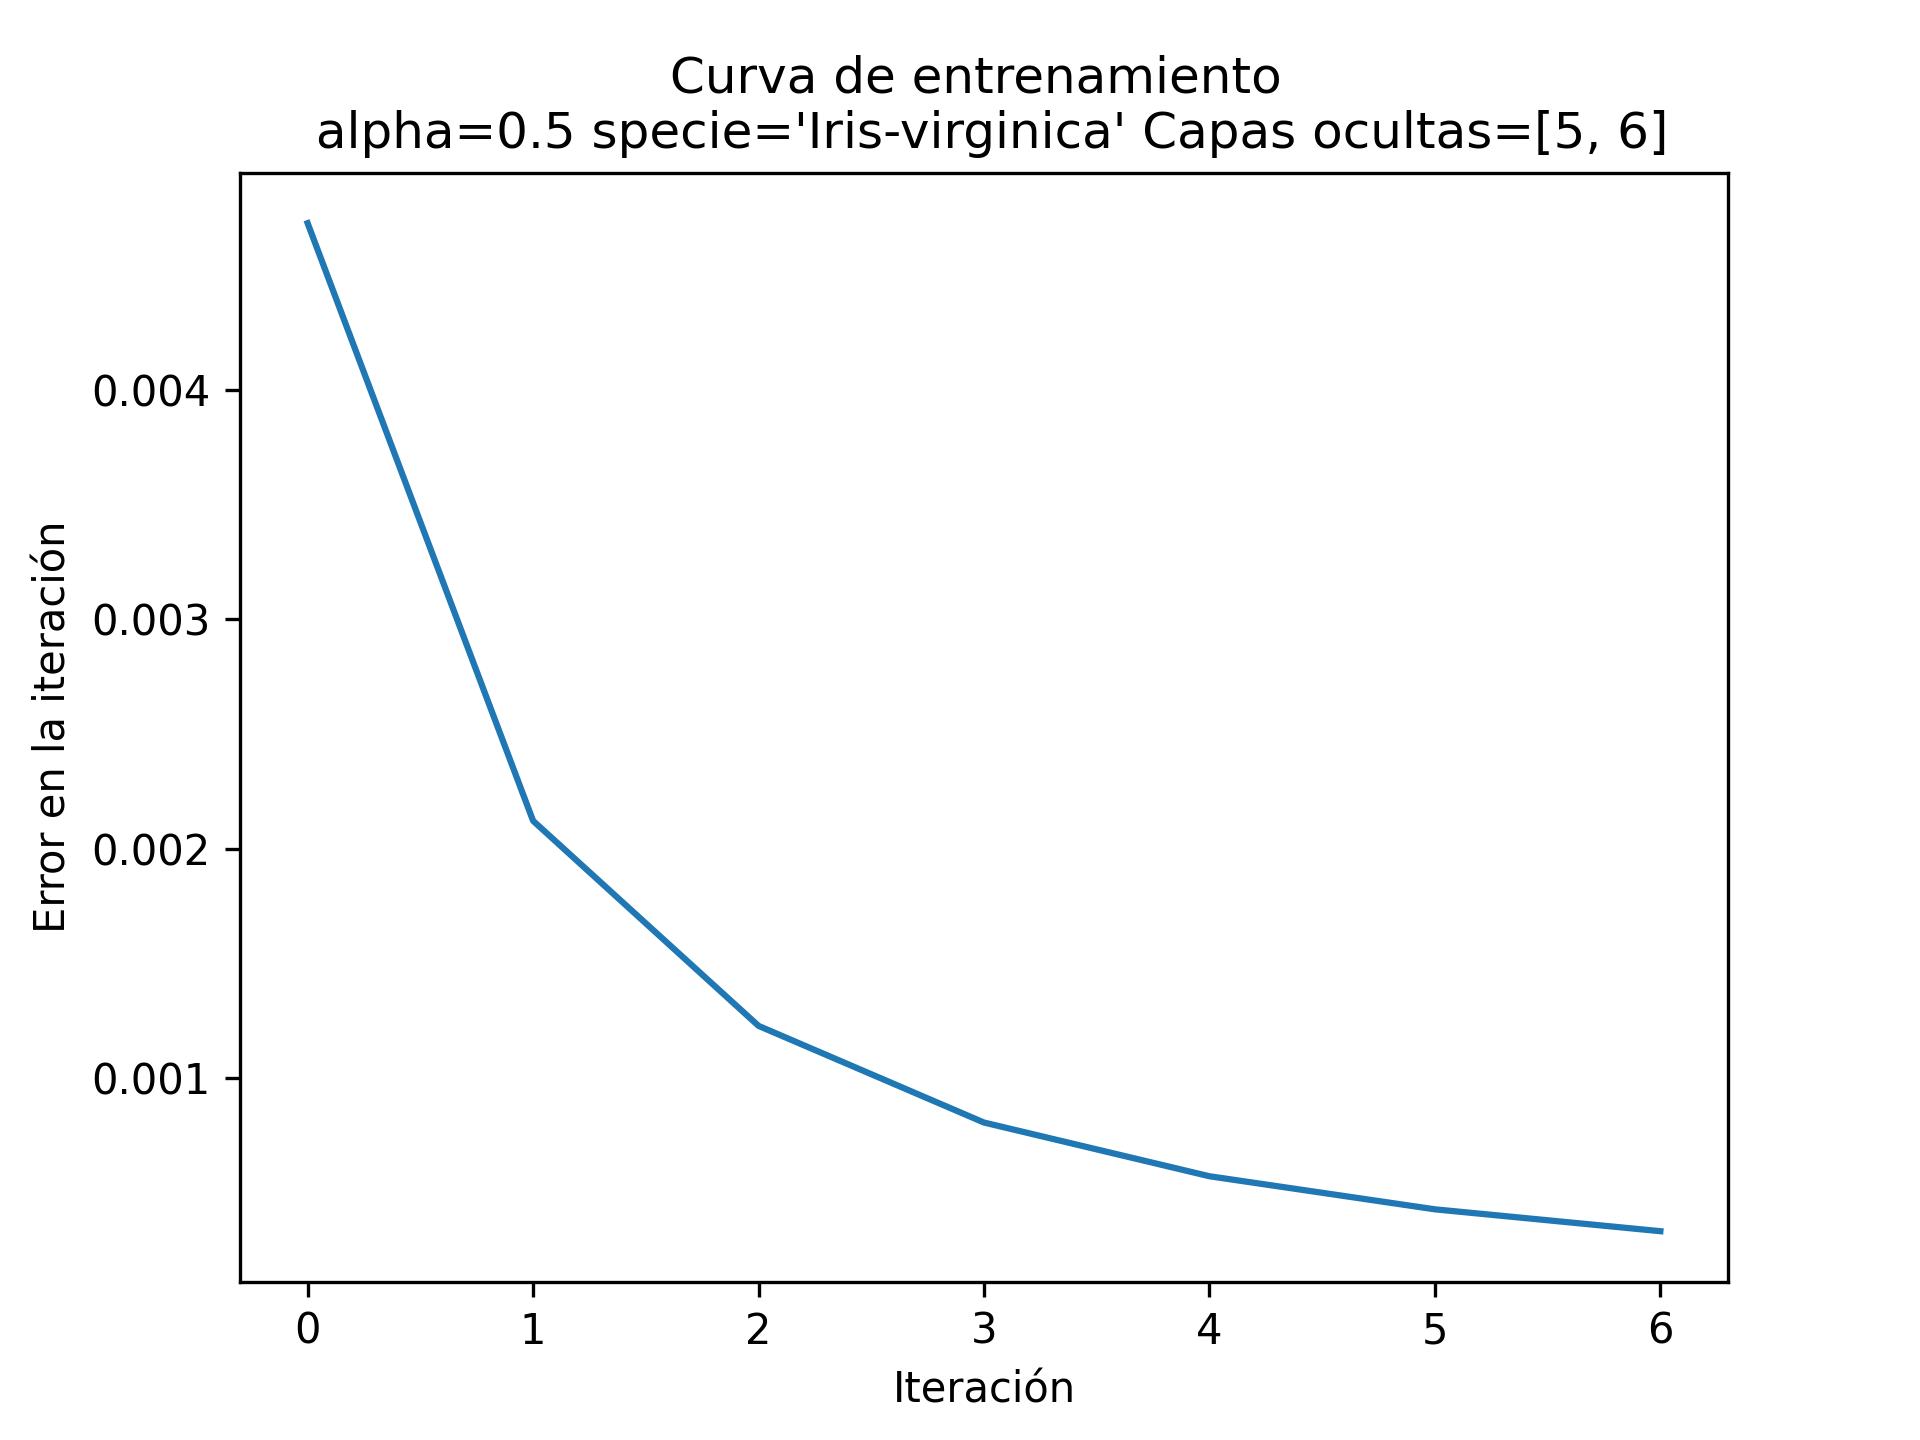 Curva de entrenamiento
alpha=0.5 specie='Iris-virginica' Capas ocultas=[5, 6]
Error en la iteración
0.004
0.003
0.002
0.001
0 1 2 3 4 5 6
Iteración